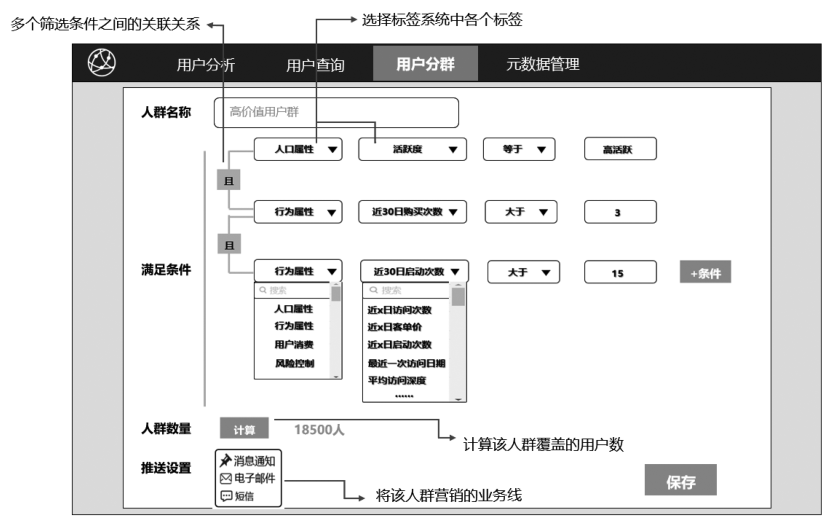 多个筛选条件之间的关联关系
选择标签系统中各个标签
用户分析 用户查询 用户分群 元数据管理
人群名称 高价值用户群
人口属性 活跃度 等于 高活跃
且
行为属性 近30日购买次数 大于 3
且
满足条件 行为属性 近30日启动次数 大于 15 +条件
搜索 搜索
人口属性 近x日访问次数
行为属性 近x日客单价
用户消费 近x日启动次数
风险控制 最近一次访问日期
平均访问深度
......
人群数量 计算 18500人
计算该人群覆盖的用户数
推送设置 消息通知
电子邮件
短信
将该人群营销的业务线
保存